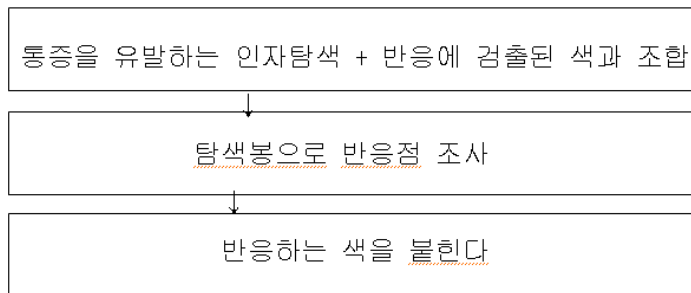 통증을 유발하는 인자탐색 + 반응에 검출된 색과 조합
탐색봉으로 반응점 조사
반응하는 색을 붙힌다